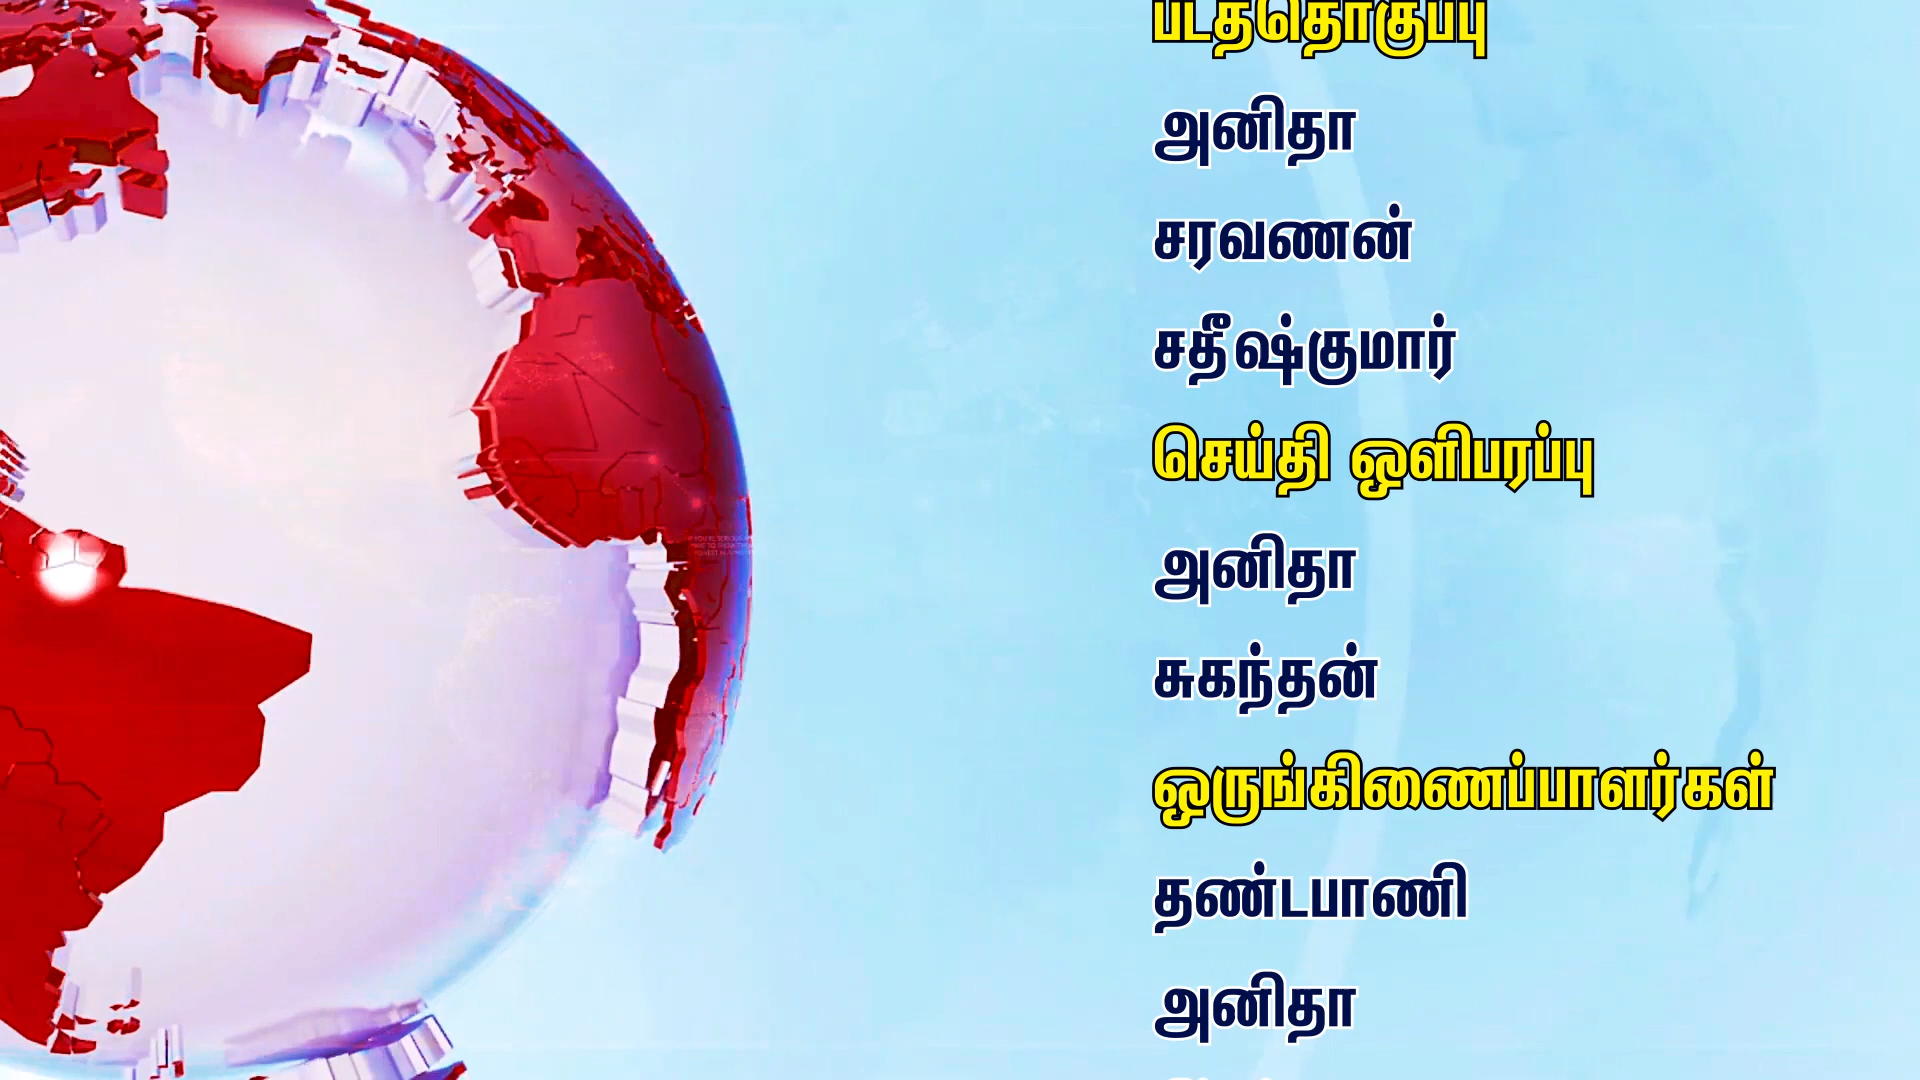 படத்தொகுப்பு
அனிதா
சரவணன்
சதீஷ்குமார்
செய்தி ஒளிபரப்பு
அனிதா
சுகந்தன்
ஒருங்கிணைப்பாளர்கள்
தண்டபாணி
அனிதா